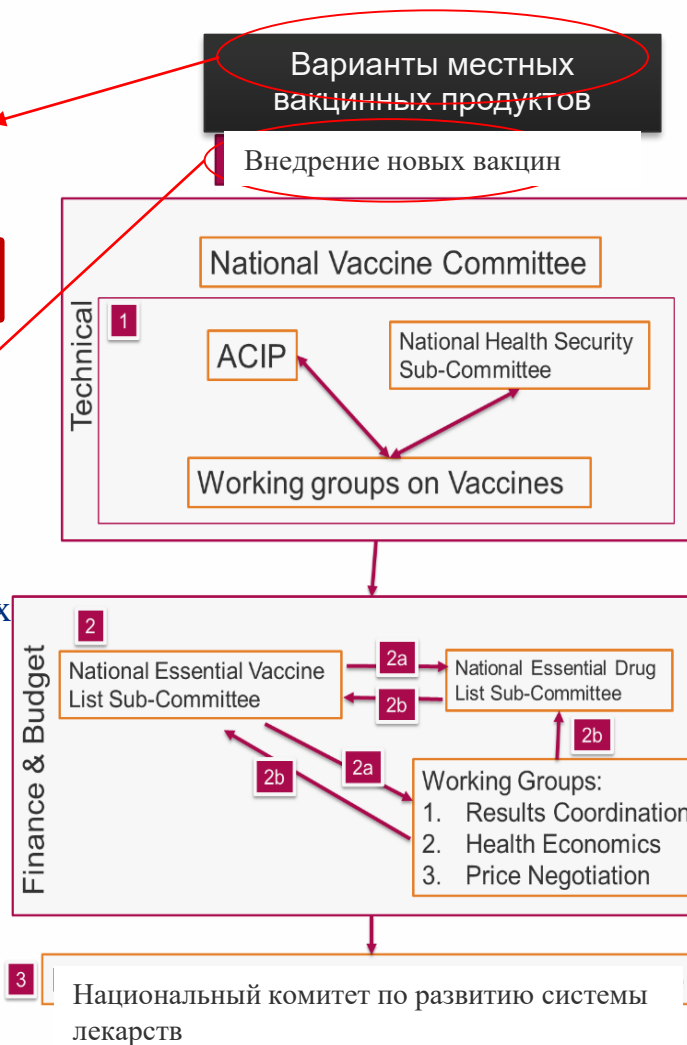 Варианты местных
вакцинных продуктов
Внедрение новых вакцин
National Vaccine Committee
Technical
1
ACIP
National Health Security
Sub-Committee
Working groups on Vaccines
х
Finance & Budget
2
National Essential Vaccine
List Sub-Committee
2a
2b
National Essential Drug
List Sub-Committee
2b
2a
2b
Working Groups:
1. Results Coordination
2. Health Economics
3. Price Negotiation
3
Национальный комитет по развитию системы
лекарств